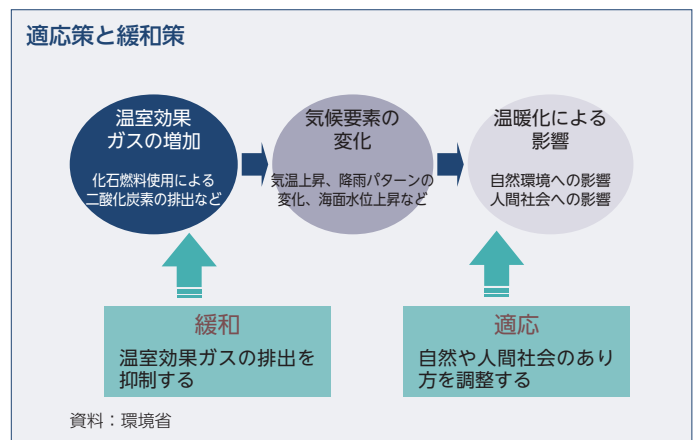 適応策と緩和策
温室効果
ガスの増加
化石燃料使用による
二酸化炭素の排出など
気候要素の
変化
気温上昇、降雨パターンの
変化、海面水位上昇など
温暖化による
影響
自然環境への影響
人間社会への影響
緩和
温室効果ガスの排出を
抑制する
適応
自然や人間社会のあり
方を調整する
資料：環境省